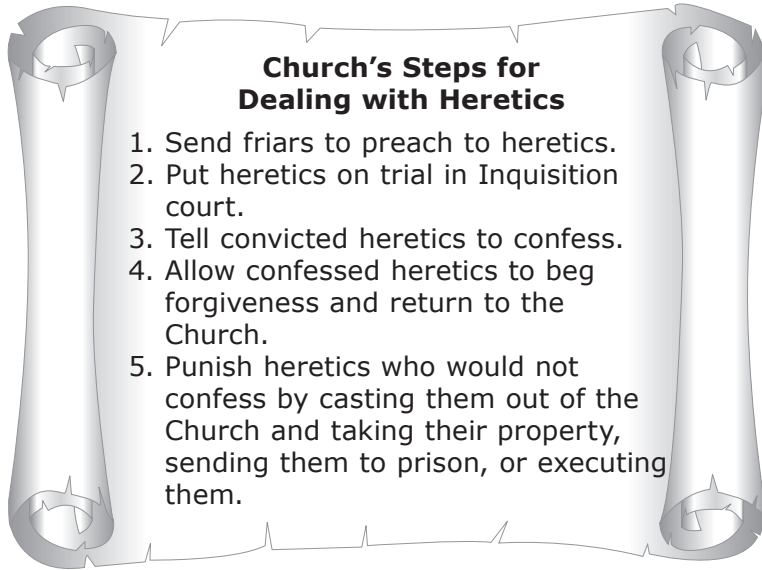 Church’s Steps for
Dealing with Heretics
1. Send friars to preach to heretics.
2. Put heretics on trial in Inquisition
court.
3. Tell convicted heretics to confess.
4. Allow confessed heretics to beg
forgiveness and return to the
Church.
5. Punish heretics who would not
confess by casting them out of the
Church and taking their property,
sending them to prison, or executing
them.